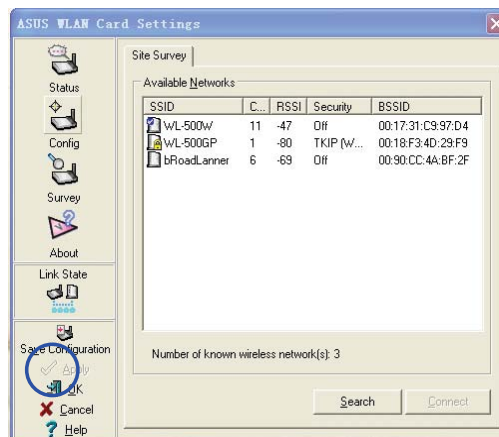 ASUS WLAN Card Settings
Status
Config
Survey
About
Link State
Save Configuration
Apply
OK
Cancel
Help
Site Survey
Available Networks
SSID C... RSSI Security BSSID
WL-500W 11 -47 Off 00:17:31:C9:97:D4
WL-500GP 1 -80 TKIP (W... 00:18:F3:4D:29:F9
bRoadLanner 6 -69 Off 00:90:CC:4A:BF:2F
Number of known wireless network(s): 3
Search Connect